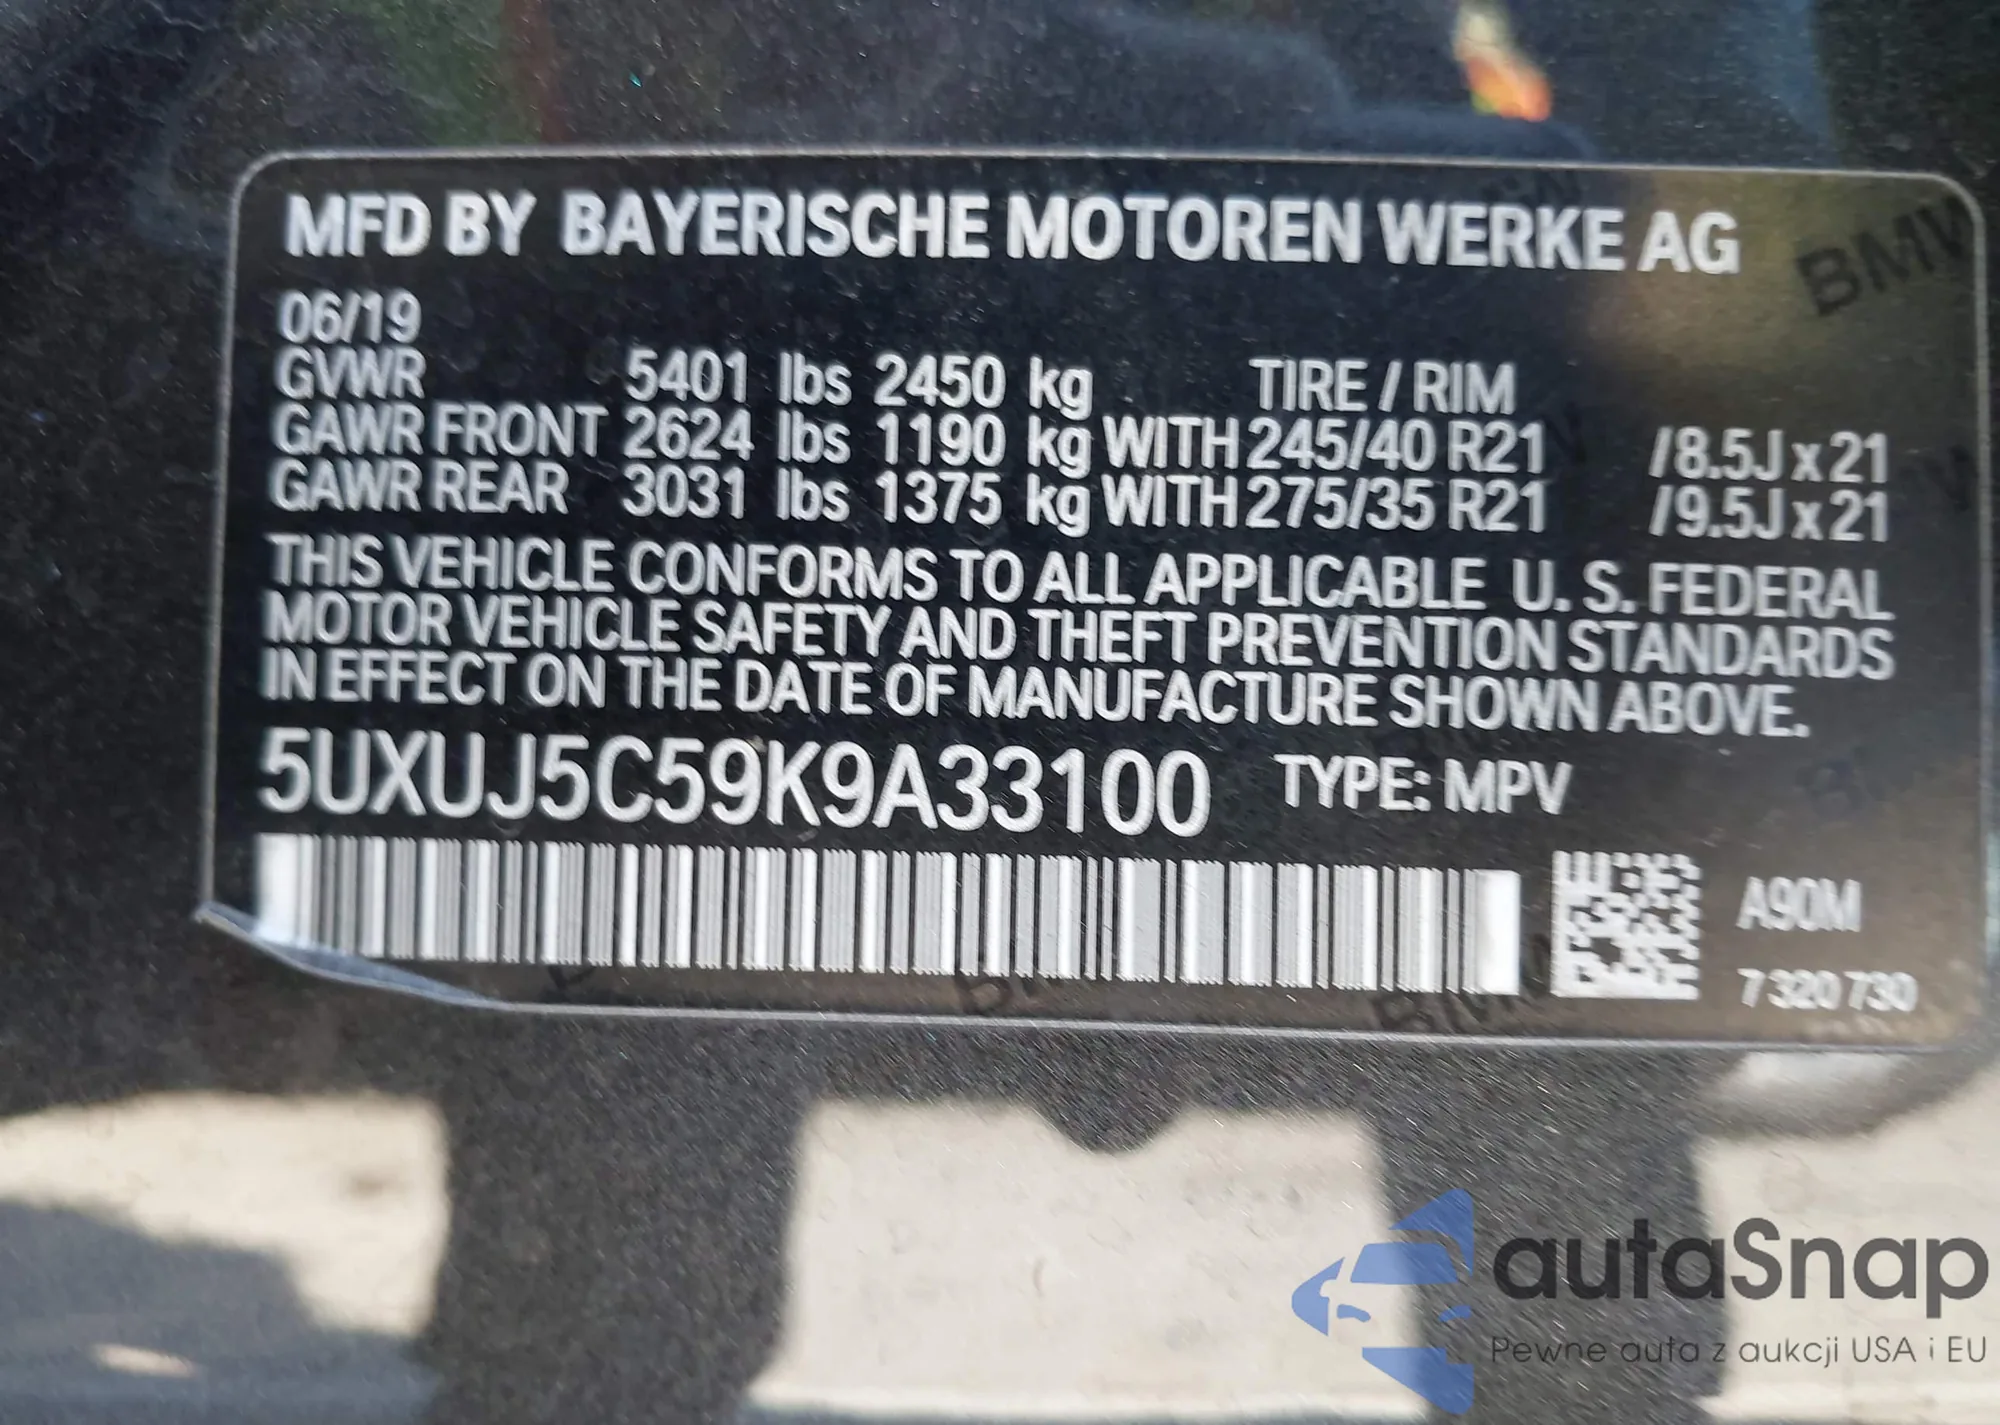 MFD BY BAYERISCHE MOTOREN WERKE AG
06/19
GVWR 5401 lbs 2450 kg TIRE / RIM
GAWR FRONT 2624 lbs 1190 kg WITH 245/40 R21 /8.5J x 21
GAWR REAR 3031 lbs 1375 kg WITH 275/35 R21 /9.5J x 21
THIS VEHICLE CONFORMS TO ALL APPLICABLE U. S. FEDERAL
MOTOR VEHICLE SAFETY AND THEFT PREVENTION STANDARDS
IN EFFECT ON THE DATE OF MANUFACTURE SHOWN ABOVE.
5UXUJ5C59K9A33100 TYPE: MPV
A90M
7 320 730
BMW
autaSnap
Pewne auta z aukcji USA i EU